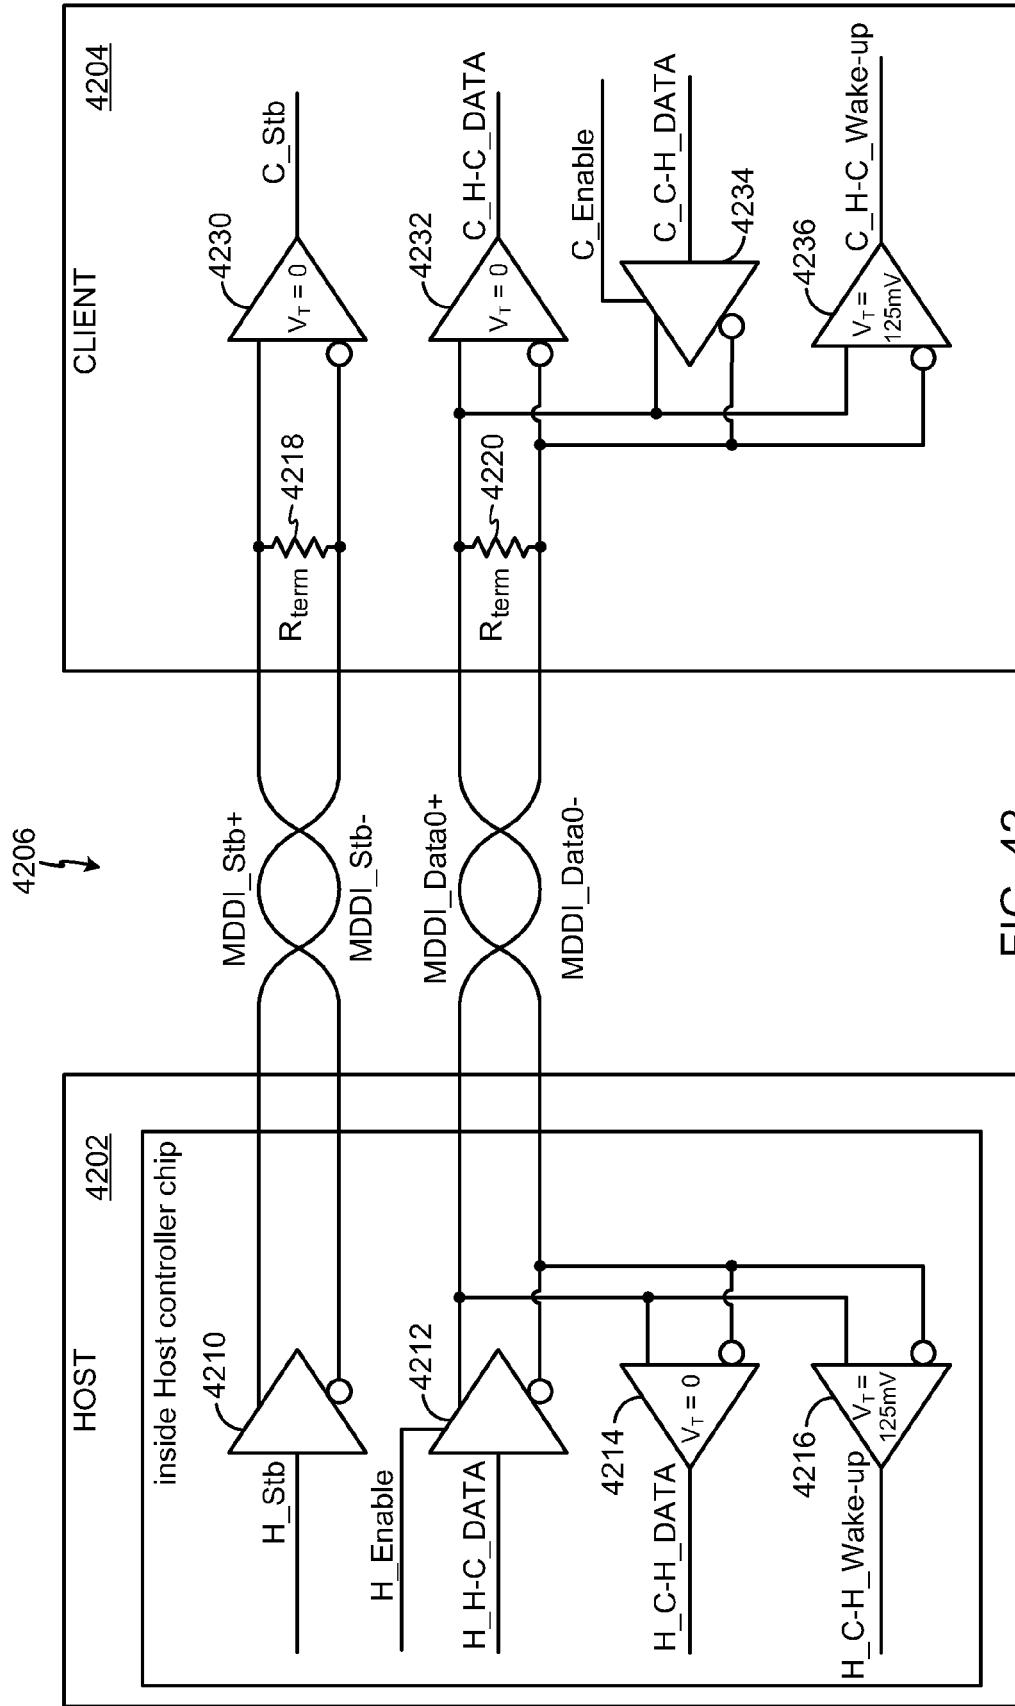 HOST
4202
inside Host controller chip
H_Stb
4210
H_Enable
H_H-C_DATA
4212
H_C-H_DATA
4214
V_T = 0
H_C-H_Wake-up
4216
V_T =
125mV
4206
MDDI_Stb+
MDDI_Stb-
MDDI_Data0+
MDDI_Data0-
CLIENT
4204
R_term
4218
4230
V_T = 0
C_Stb
R_term
4220
4232
V_T = 0
C_H-C_DATA
C_Enable
C_C-H_DATA
4234
4236
V_T =
125mV
C_H-C_Wake-up